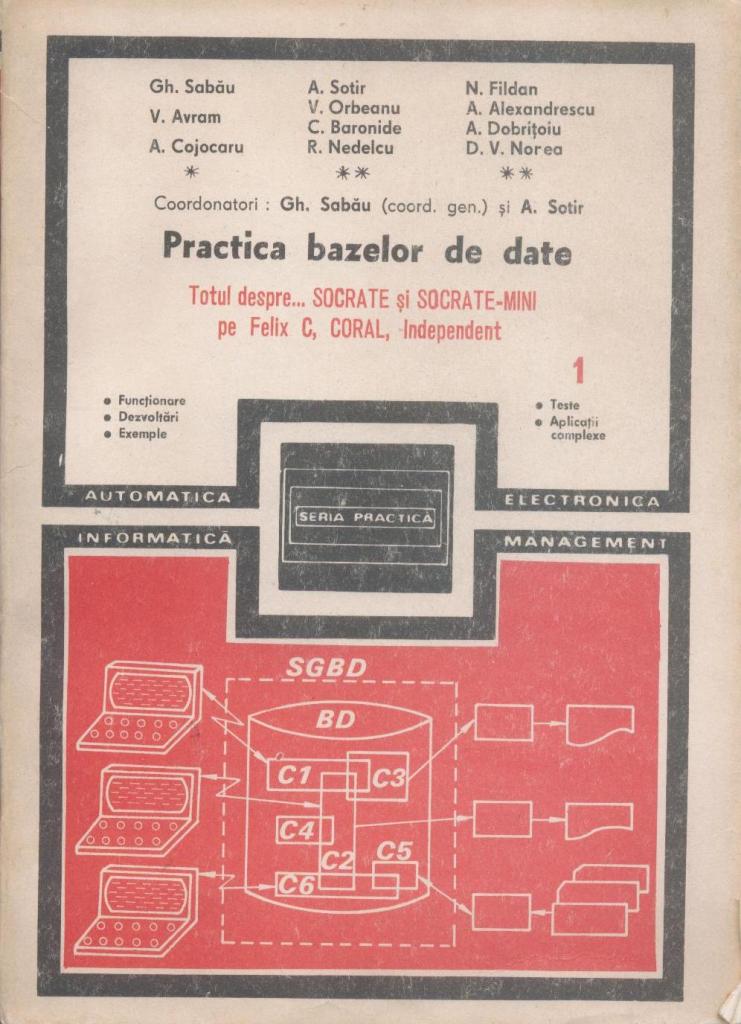 Gh. Sabău
V. Avram
A. Cojocaru
*
A. Sotir
V. Orbeanu
C. Baronide
R. Nedelcu
**
N. Fildan
A. Alexandrescu
A. Dobrițoiu
D. V. Norea
**
Coordonatori : Gh. Sabău (coord. gen.) și A. Sotir
Practica bazelor de date
Totul despre... SOCRATE și SOCRATE-MINI
pe Felix C, CORAL, Independent
1
• Funcționare
• Dezvoltări
• Exemple
• Teste
• Aplicații
complexe
AUTOMATICA
ELECTRONICA
SERIA PRACTICĂ
INFORMATICĂ
MANAGEMENT
SGBD
BD
C1
C3
C4
C2
C5
C6